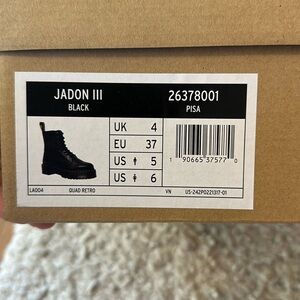 JADON III
BLACK
26378001
PISA
UK 4
EU 37
US 5
US 6
1 90665 37577 0
LA004 QUAD RETRO VN US-242P0221317-01